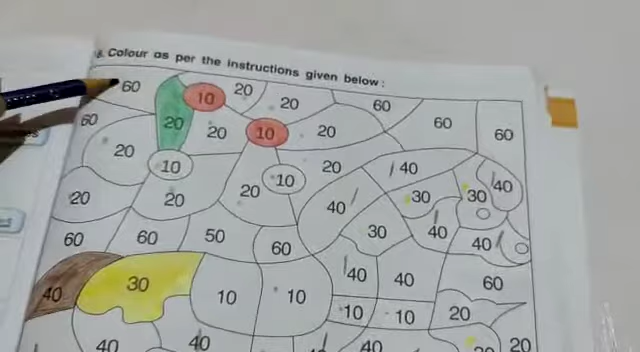 8. Colour as per the instructions given below :
60 10 20 20 60 60 60
60 20 20 10 20
20 10 20 10 20 40 30 30 40
20 20 40 30 40 40
60 60 50 60
40 30 10 10 40 40 60
10 10 20
40 40 40 20 20